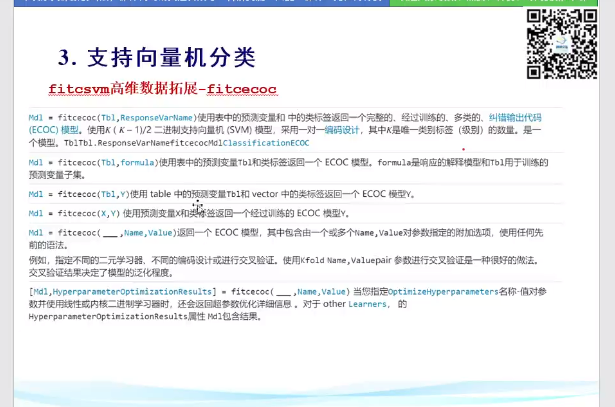 3. 支持向量机分类
fitcsvm高维数据拓展-fitcecoc
Mdl = fitcecoc(Tbl,ResponseVarName)使用表中的预测变量和 中的类标签返回一个完整的、经过训练的、多类的、纠错输出代码
(ECOC) 模型。使用K ( K − 1)/2 二进制支持向量机 (SVM) 模型，采用一对一编码设计，其中K是唯一类别标签（级别）的数量。是一
个模型。TblTbl.ResponseVarNamefitcecocMdlClassificationECOC
Mdl = fitcecoc(Tbl,formula)使用表中的预测变量Tbl和类标签返回一个 ECOC 模型。formula是响应的解释模型和Tbl用于训练的
预测变量子集。
Mdl = fitcecoc(Tbl,Y)使用 table 中的预测变量Tbl和 vector 中的类标签返回一个 ECOC 模型Y。
Mdl = fitcecoc(X,Y) 使用预测变量X和类标签返回一个经过训练的 ECOC 模型Y。
Mdl = fitcecoc(___,Name,Value)返回一个 ECOC 模型，其中包含由一个或多个Name,Value对参数指定的附加选项，使用任何先
前的语法。
例如，指定不同的二元学习器、不同的编码设计或进行交叉验证。使用Kfold Name,Valuepair 参数进行交叉验证是一种很好的做法。
交叉验证结果决定了模型的泛化程度。
[Mdl,HyperparameterOptimizationResults] = fitcecoc(___,Name,Value) 当您指定OptimizeHyperparameters名称-值对参
数并使用线性或内核二进制学习器时，还会返回超参数优化详细信息 。对于 other Learners， 的
HyperparameterOptimizationResults属性 Mdl包含结果。